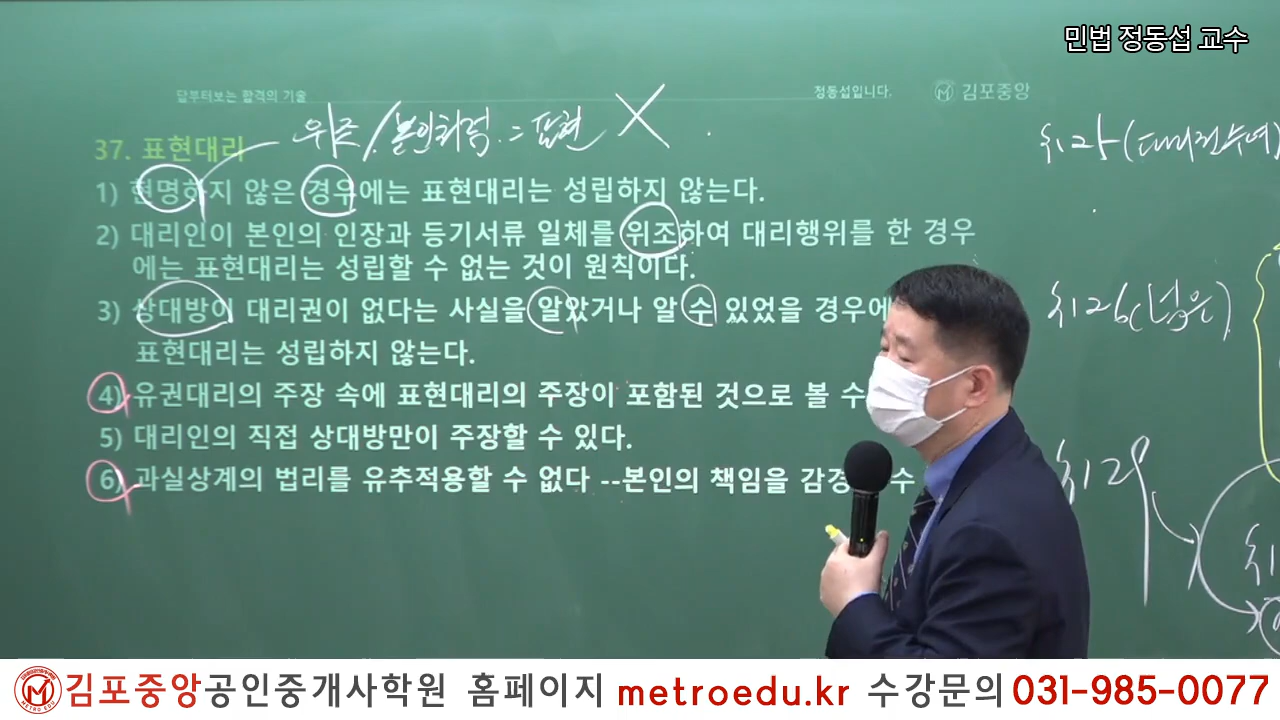 민법 정동섭 교수
답부터보는 합격의 기술
정동섭입니다.
김포중앙
위조/본인처럼 = 표현 X
37. 표현대리
1) 현명하지 않은 경우에는 표현대리는 성립하지 않는다.
2) 대리인이 본인의 인장과 등기서류 일체를 위조하여 대리행위를 한 경우
에는 표현대리는 성립할 수 없는 것이 원칙이다.
3) 상대방이 대리권이 없다는 사실을 알았거나 알 수 있었을 경우에
표현대리는 성립하지 않는다.
4) 유권대리의 주장 속에 표현대리의 주장이 포함된 것으로 볼 수
5) 대리인의 직접 상대방만이 주장할 수 있다.
6) 과실상계의 법리를 유추적용할 수 없다 --본인의 책임을 감경 수
125(대리권수여)
126(넘은)
129
METRO EDU
김포중앙공인중개사학원 홈페이지 metroedu.kr 수강문의 031-985-0077